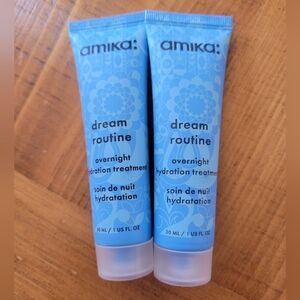 amika:
dream
routine
overnight
hydration treatment
soin de nuit
hydratation
30 ML / 1 US FL OZ
amika:
dream
routine
overnight
hydration treatment
soin de nuit
hydratation
30 ML / 1 US FL OZ